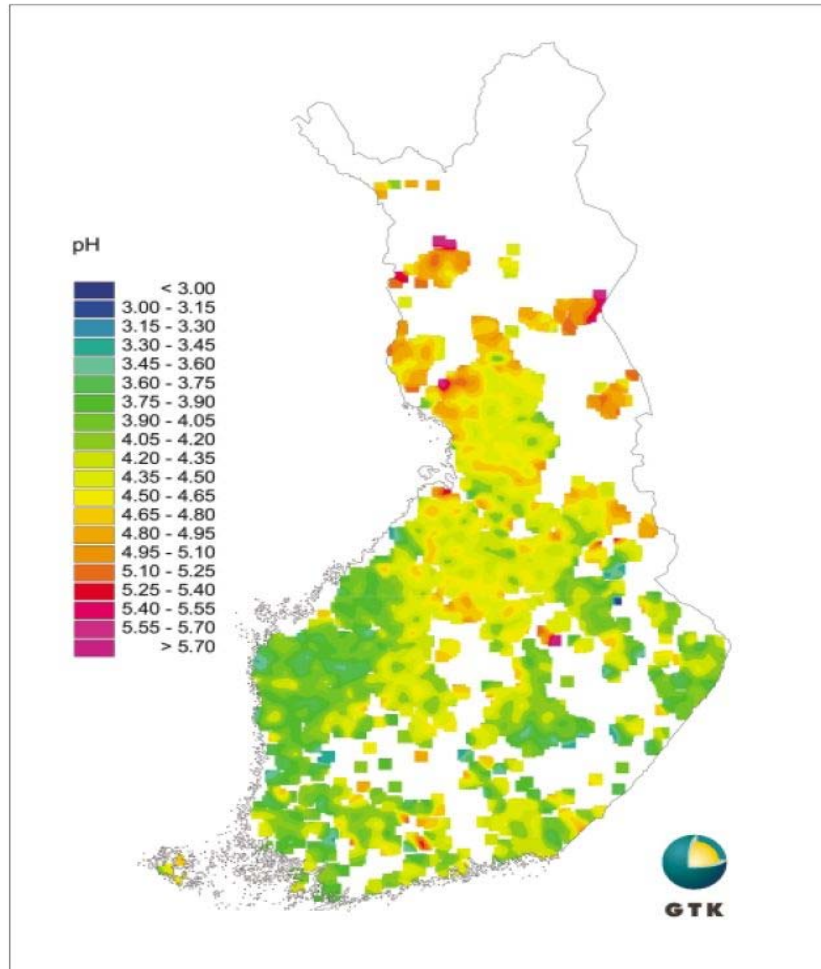 pH
< 3.00
3.00 - 3.15
3.15 - 3.30
3.30 - 3.45
3.45 - 3.60
3.60 - 3.75
3.75 - 3.90
3.90 - 4.05
4.05 - 4.20
4.20 - 4.35
4.35 - 4.50
4.50 - 4.65
4.65 - 4.80
4.80 - 4.95
4.95 - 5.10
5.10 - 5.25
5.25 - 5.40
5.40 - 5.55
5.55 - 5.70
> 5.70
GTK